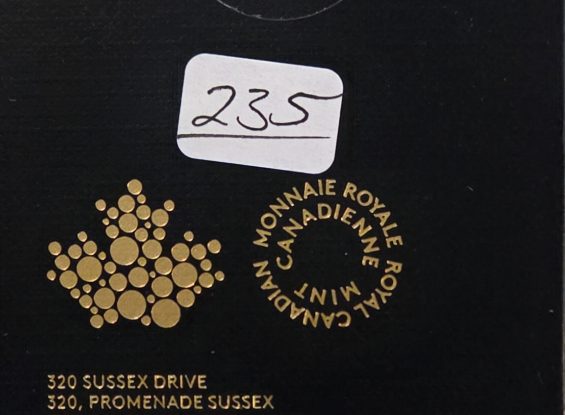 235
MONNAIE ROYALE
CANADIENNE
ROYAL CANADIAN
MINT
320 SUSSEX DRIVE
320, PROMENADE SUSSEX